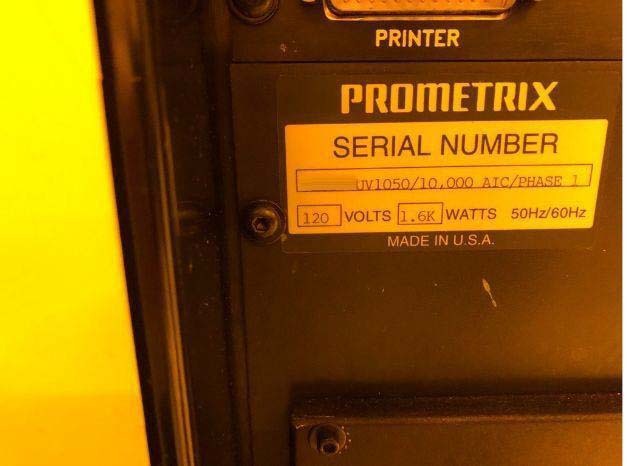 PRINTER
PROMETRIX
SERIAL NUMBER
UV1050/10,000 AIC/PHASE 1
120 VOLTS 1.6K WATTS 50Hz/60Hz
MADE IN U.S.A.